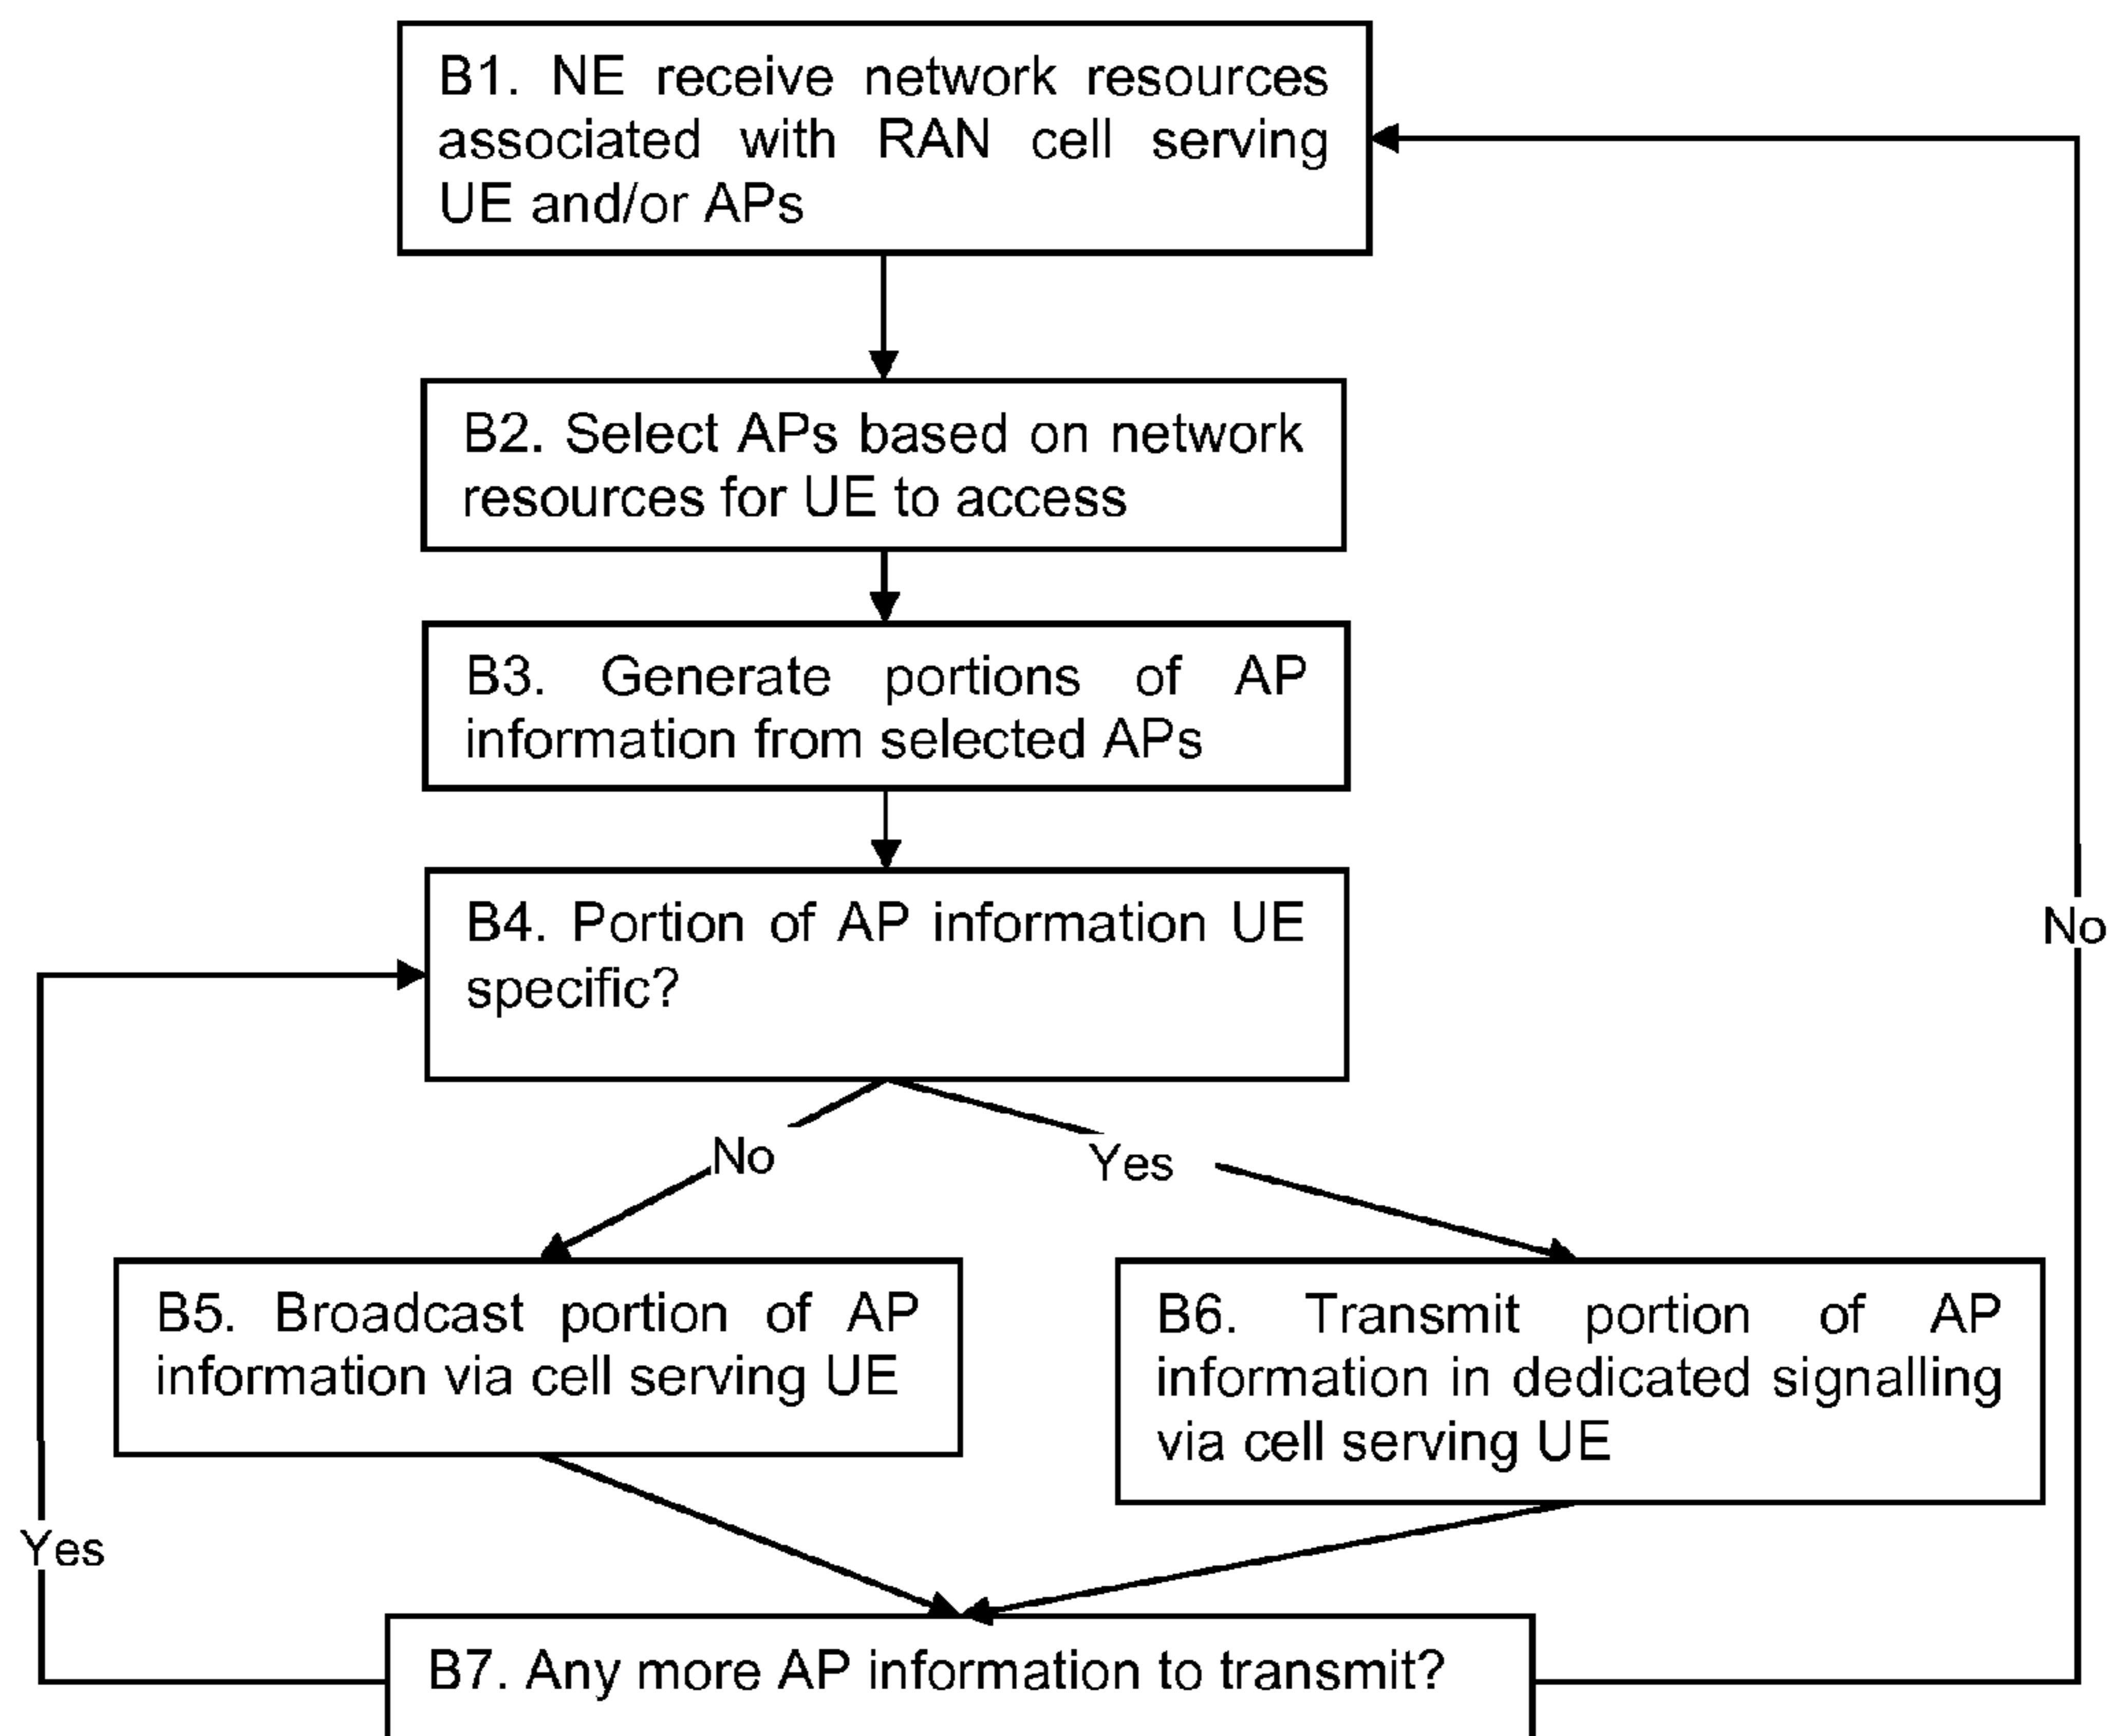 B1. NE receive network resources
associated with RAN cell serving
UE and/or APs
B2. Select APs based on network
resources for UE to access
B3. Generate portions of AP
information from selected APs
B4. Portion of AP information UE
specific?
No
No
Yes
B5. Broadcast portion of AP
information via cell serving UE
B6. Transmit portion of AP
information in dedicated signalling
via cell serving UE
Yes
B7. Any more AP information to transmit?